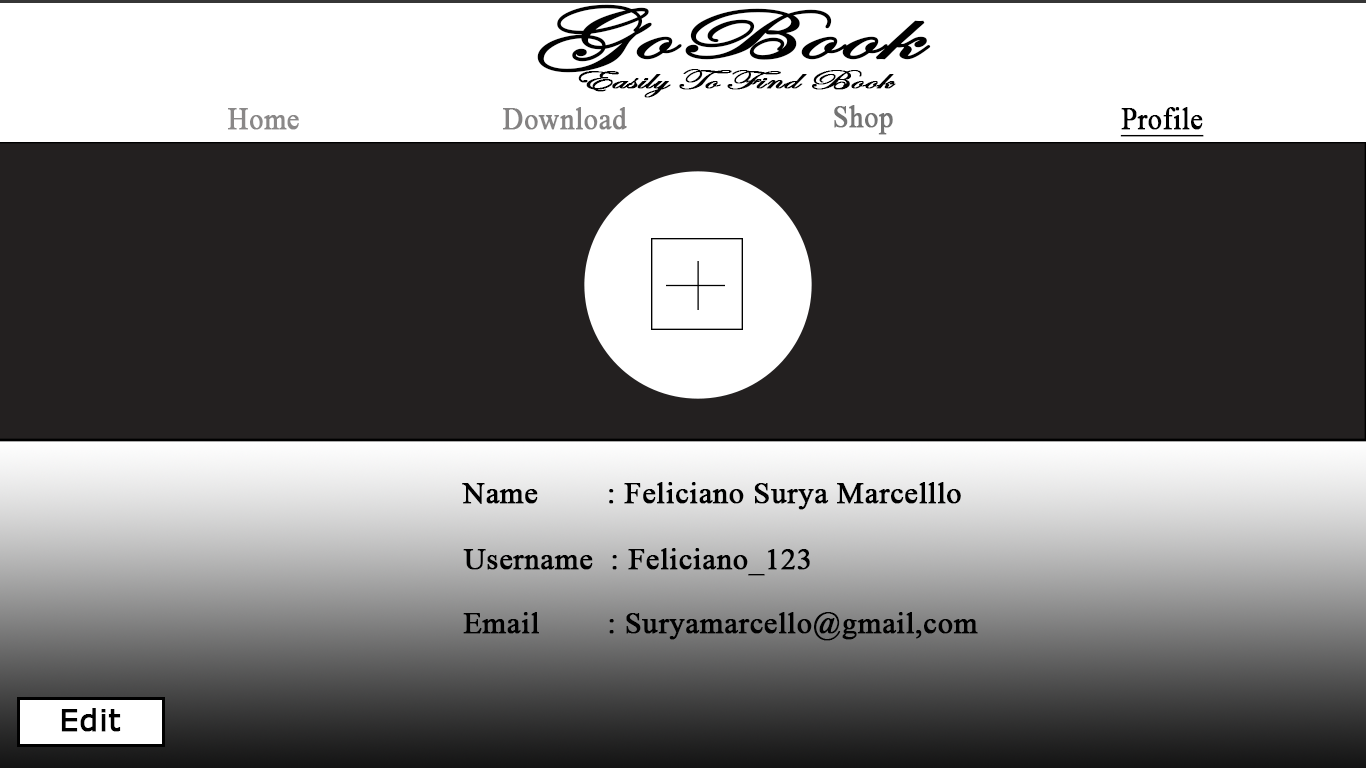 GoBook
Easily To Find Book
Home Download Shop Profile
Name : Feliciano Surya Marcelllo
Username : Feliciano_123
Email : Suryamarcello@gmail,com
Edit